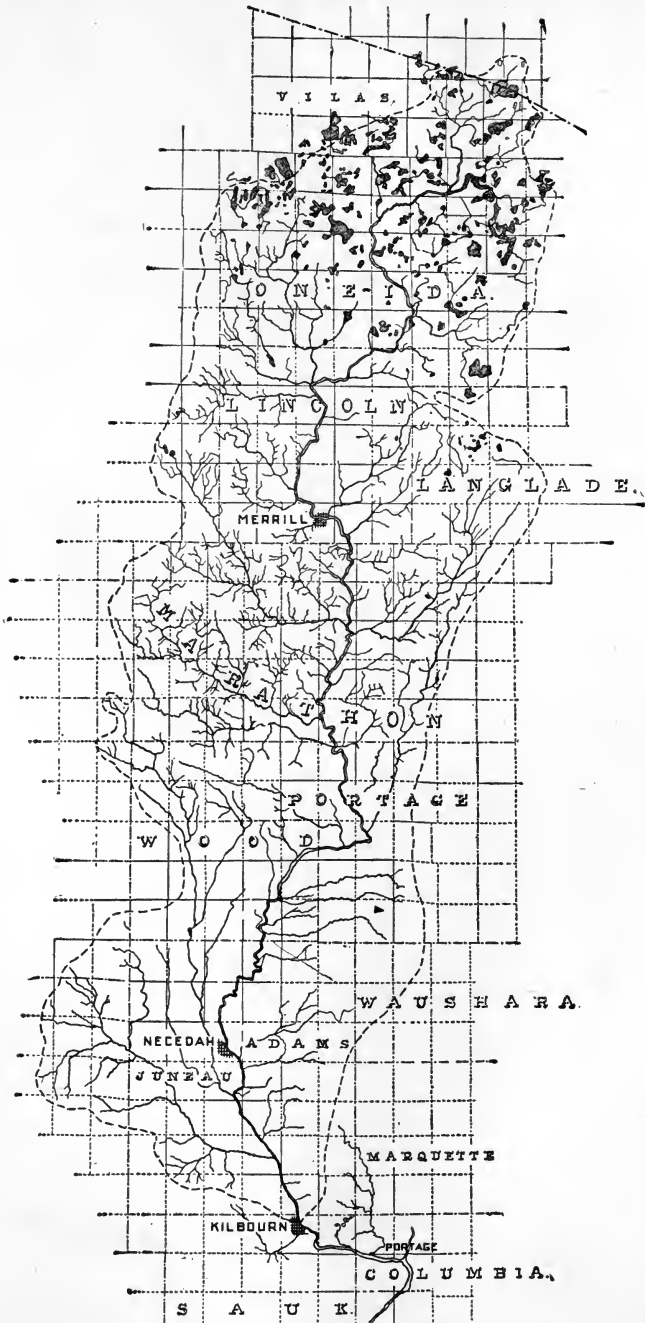 VILAS.
ONEIDA.
LINCOLN
LANGLADE.
MERRILL
MARATHON
PORTAGE
WOOD
WAUSHARA.
NECEDAH
ADAMS
JUNEAU
MARQUETTE
KILBOURN
PORTAGE
COLUMBIA.
SAUK